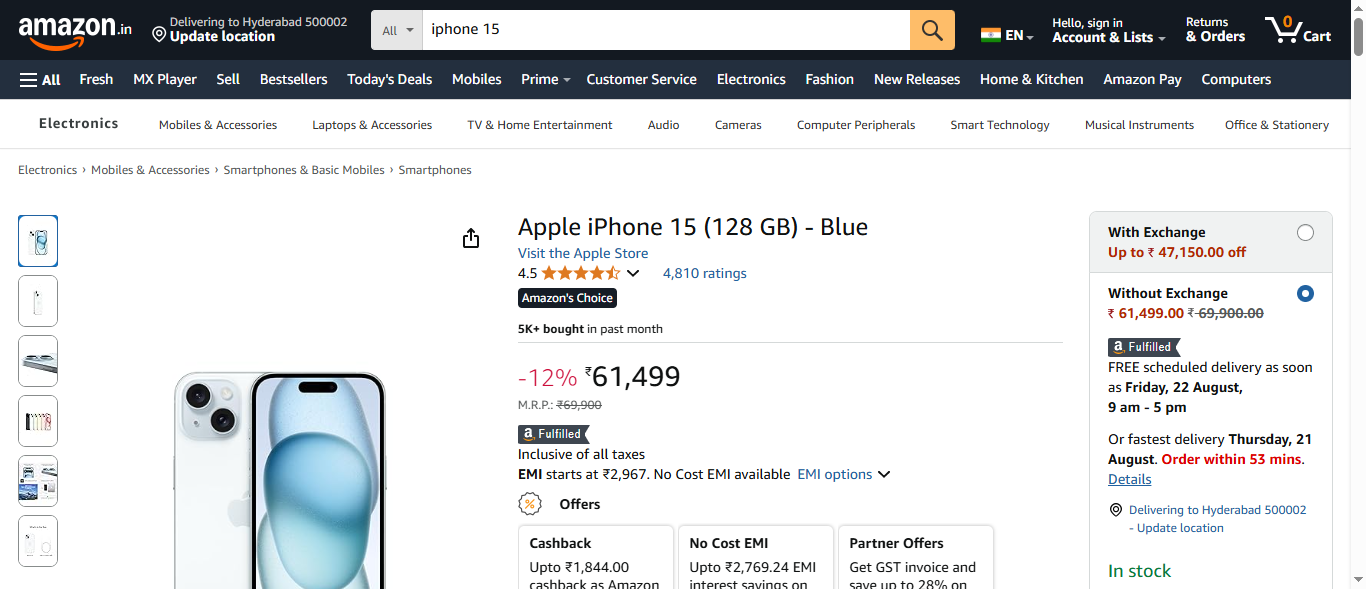 amazon.in
Delivering to Hyderabad 500002
Update location
All
iphone 15
EN
Hello, sign in
Account & Lists
Returns
& Orders
0
Cart
All Fresh MX Player Sell Bestsellers Today's Deals Mobiles Prime Customer Service Electronics Fashion New Releases Home & Kitchen Amazon Pay Computers
Electronics Mobiles & Accessories Laptops & Accessories TV & Home Entertainment Audio Cameras Computer Peripherals Smart Technology Musical Instruments Office & Stationery
Electronics › Mobiles & Accessories › Smartphones & Basic Mobiles › Smartphones
Apple iPhone 15 (128 GB) - Blue
Visit the Apple Store
4.5 4,810 ratings
Amazon's Choice
5K+ bought in past month
-12% ₹61,499
M.R.P.: ₹69,900
a Fulfilled
Inclusive of all taxes
EMI starts at ₹2,967. No Cost EMI available EMI options
% Offers
Cashback
Upto ₹1,844.00
cashback as Amazon
No Cost EMI
Upto ₹2,769.24 EMI
interest savings on
Partner Offers
Get GST invoice and
save up to 28% on
With Exchange
Up to ₹ 47,150.00 off
Without Exchange
₹ 61,499.00 ₹ 69,900.00
a Fulfilled
FREE scheduled delivery as soon
as Friday, 22 August,
9 am - 5 pm
Or fastest delivery Thursday, 21
August. Order within 53 mins.
Details
Delivering to Hyderabad 500002
- Update location
In stock